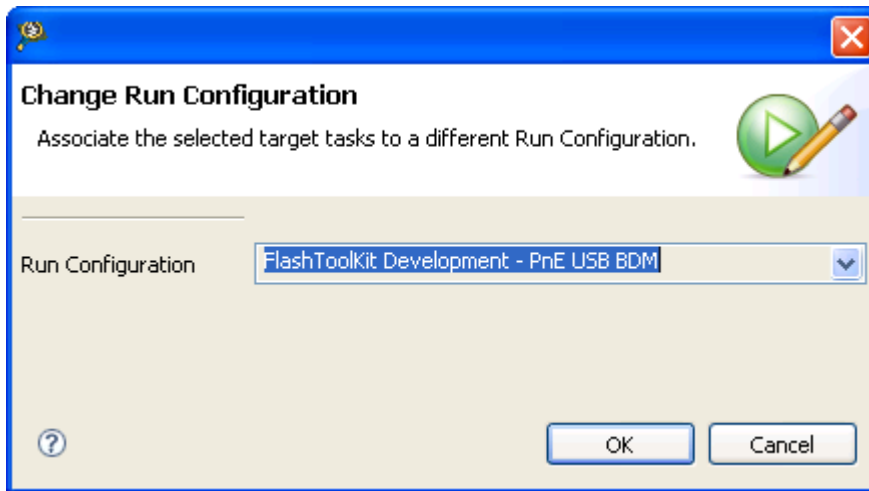 Change Run Configuration
Associate the selected target tasks to a different Run Configuration.
Run Configuration
FlashToolKit Development - PnE USB BDM
?
OK
Cancel